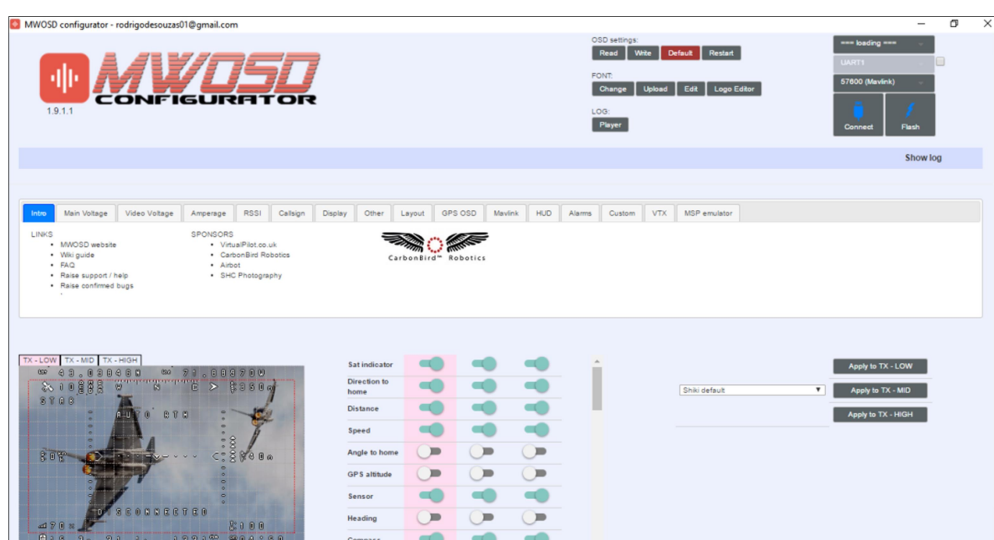 MWOSD configurator - rodrigodesouzas01@gmail.com
MWOSD
CONFIGURATOR
1.9.1.1
OSD settings:
Read Write Default Restart
FONT:
Change Upload Edit Logo Editor
LOG:
Player
=== loading ===
UART1
57600 (Mavlink)
Connect Flash
Show log
Intro Main Voltage Video Voltage Amperage RSSI Callsign Display Other Layout GPS OSD Mavlink HUD Alarms Custom VTX MSP emulator
LINKS
MWOSD website
Wiki guide
FAQ
Raise support / help
Raise confirmed bugs
SPONSORS
VirtualPilot.co.uk
CarbonBird Robotics
Airbot
SHC Photography
CarbonBird™ Robotics
TX - LOW TX - MID TX - HIGH
AUTO RTH
DISCONNECTED
Sat indicator
Direction to
home
Distance
Speed
Angle to home
GPS altitude
Sensor
Heading
Compass
Shiki default
Apply to TX - LOW
Apply to TX - MID
Apply to TX - HIGH